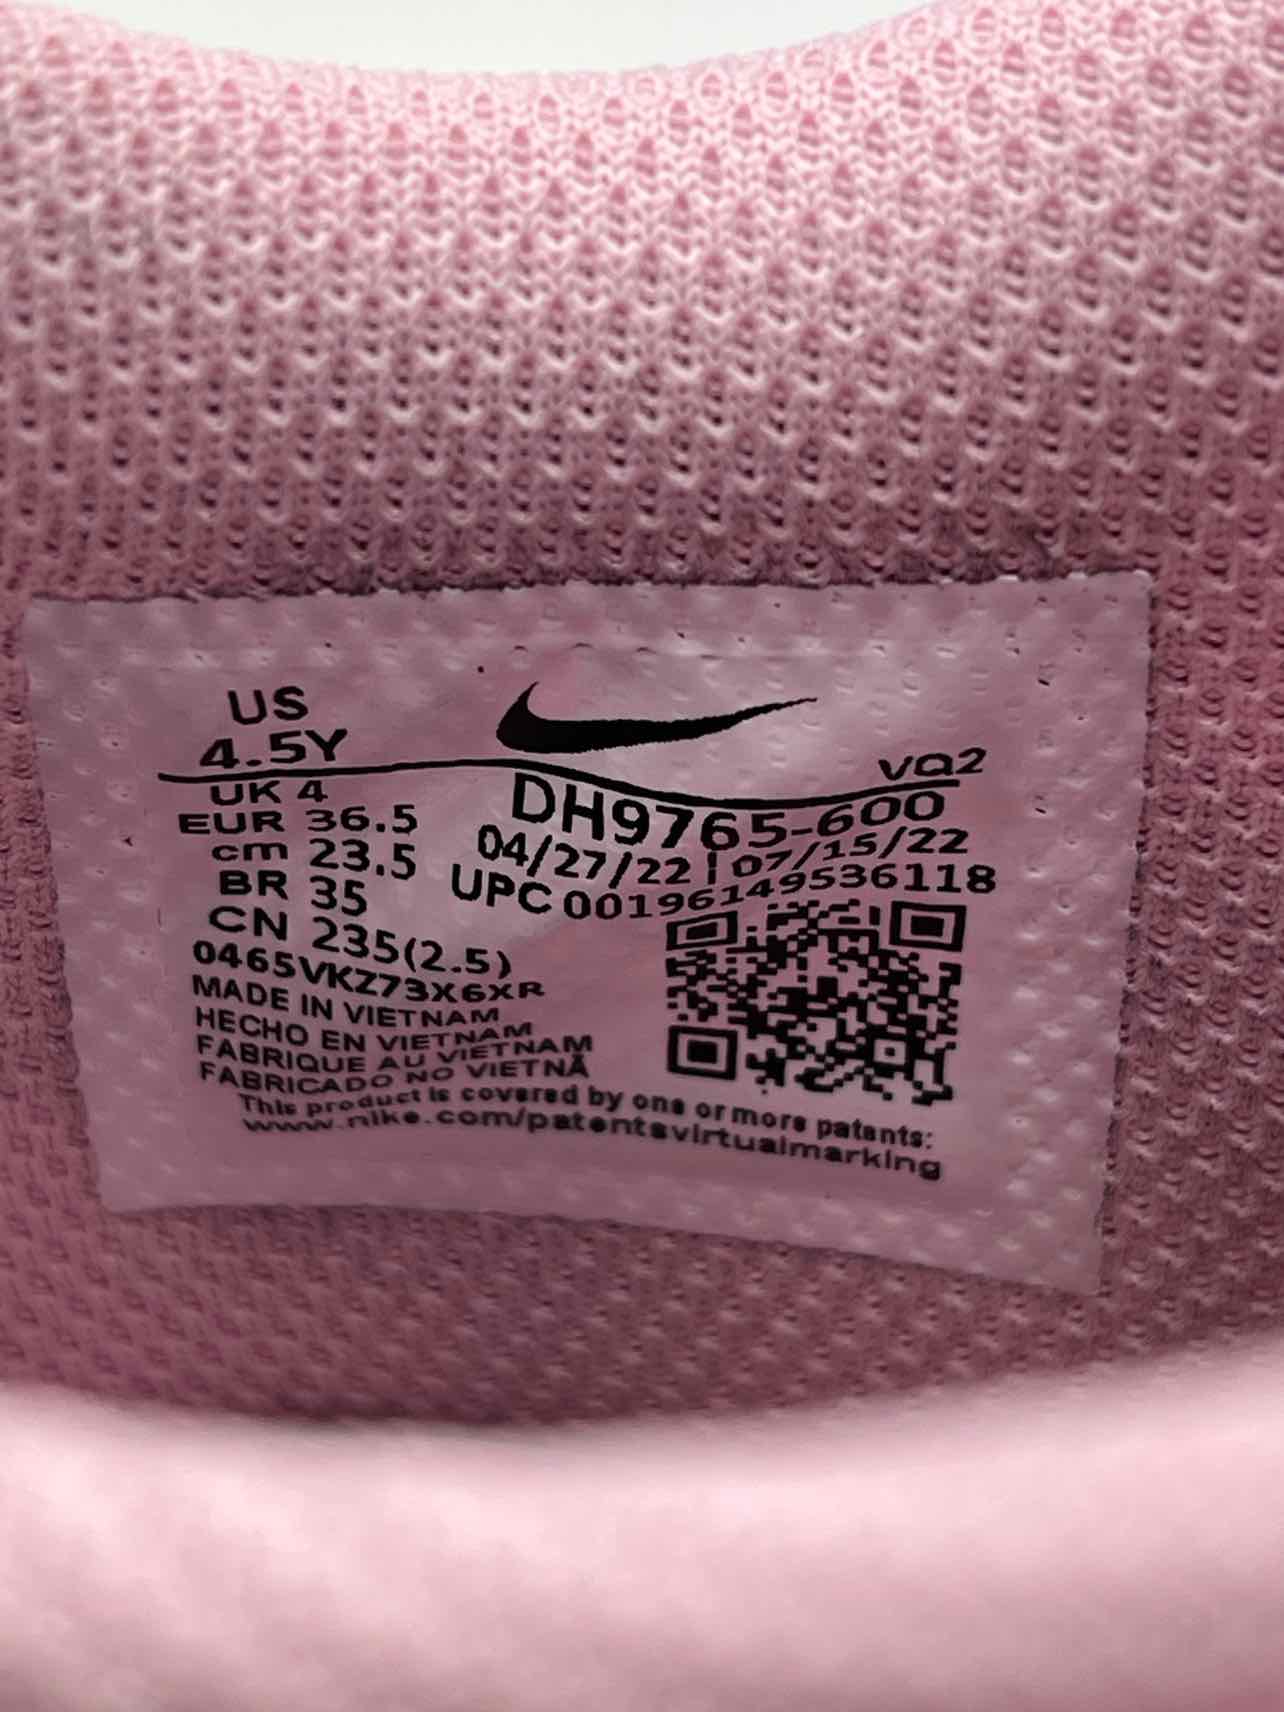 US
4.5Y
VQ2
UK 4
EUR 36.5
cm 23.5
BR 35
CN 235(2.5)
DH9765-600
04/27/22 | 07/15/22
UPC 00196149536118
0465VKZ73X6XR
MADE IN VIETNAM
HECHO EN VIETNAM
FABRIQUE AU VIETNAM
FABRICADO NO VIETNÃ
This product is covered by one or more patents:
www.nike.com/patentsvirtualmarking